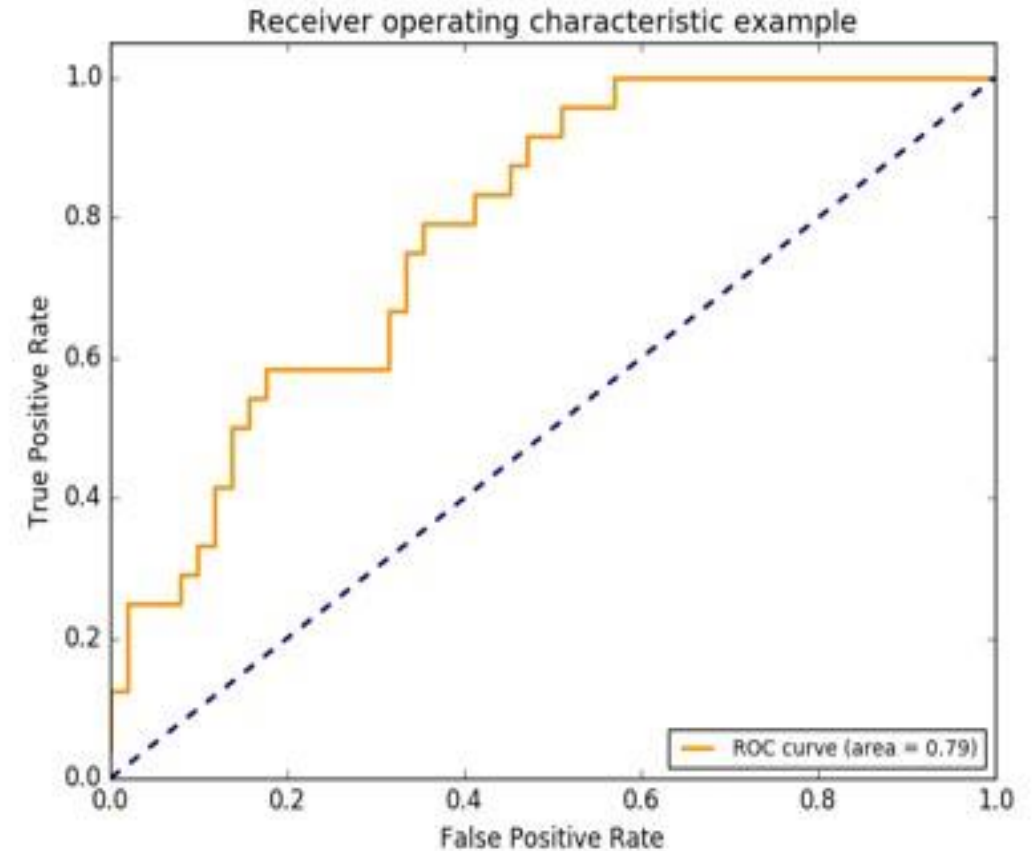 Receiver operating characteristic example
True Positive Rate
1.0
0.8
0.6
0.4
0.2
0.0
0.0 0.2 0.4 0.6 0.8 1.0
False Positive Rate
ROC curve (area = 0.79)